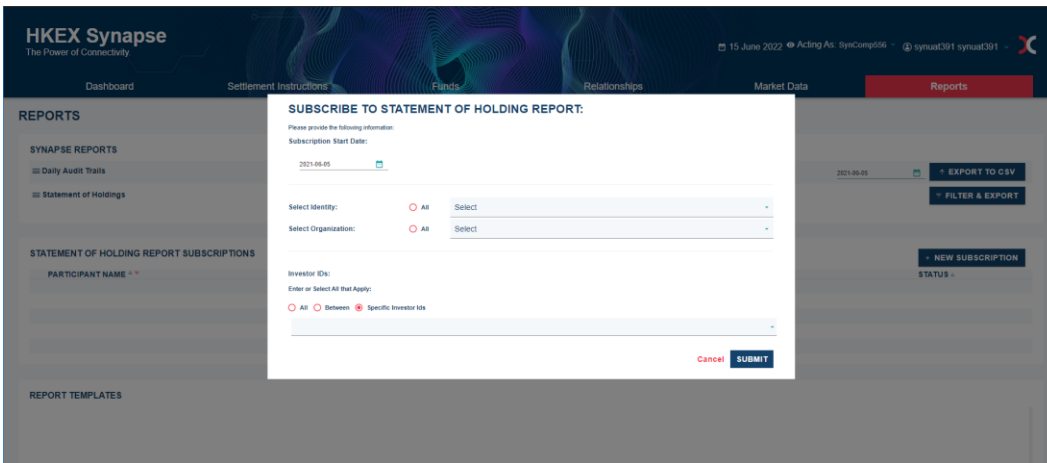 HKEX Synapse
The Power of Connectivity.
15 June 2022 Acting As: SynComp556 synuat391 synuat391
Dashboard Settlement Instructions Funds Relationships Market Data Reports
REPORTS
SYNAPSE REPORTS
Daily Audit Trails 2021-06-05 EXPORT TO CSV
Statement of Holdings FILTER & EXPORT
STATEMENT OF HOLDING REPORT SUBSCRIPTIONS + NEW SUBSCRIPTION
PARTICIPANT NAME STATUS
REPORT TEMPLATES
SUBSCRIBE TO STATEMENT OF HOLDING REPORT:
Please provide the following information
Subscription Start Date:
2021-06-05
Select Identity: All Select
Select Organization: All Select
Investor IDs:
Enter or Select All that Apply:
All Between Specific Investor Ids
Cancel SUBMIT